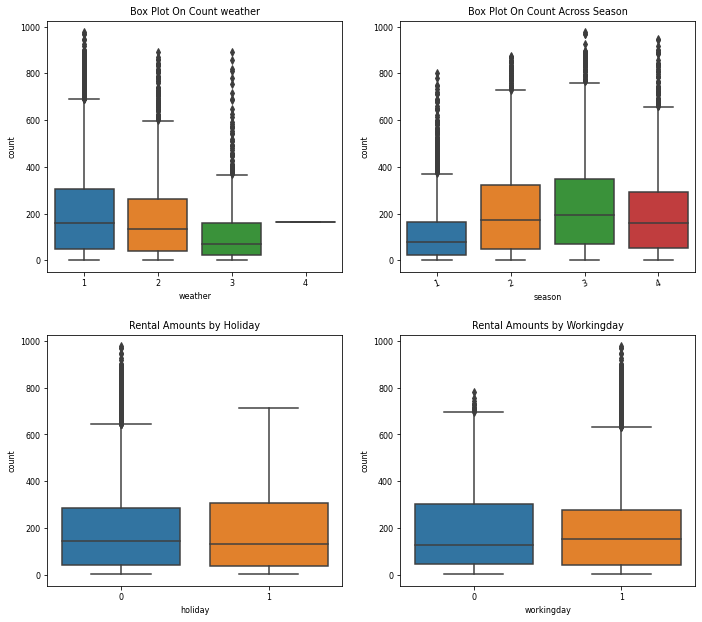 Box Plot On Count weather
1000
800
600
400
200
0
count
1 2 3 4
weather
Box Plot On Count Across Season
1000
800
600
400
200
0
count
1 2 3 4
season
Rental Amounts by Holiday
1000
800
600
400
200
0
count
0 1
holiday
Rental Amounts by Workingday
1000
800
600
400
200
0
count
0 1
workingday